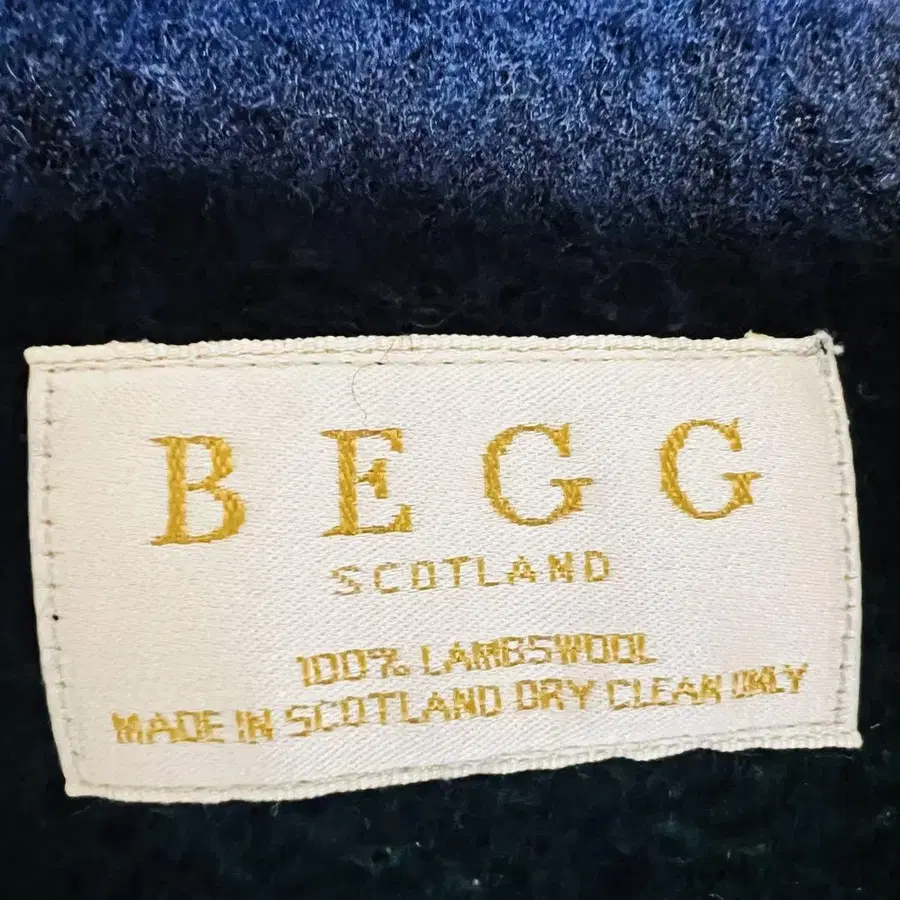 BEGG
SCOTLAND
100% LAMBSWOOL
MADE IN SCOTLAND DRY CLEAN ONLY